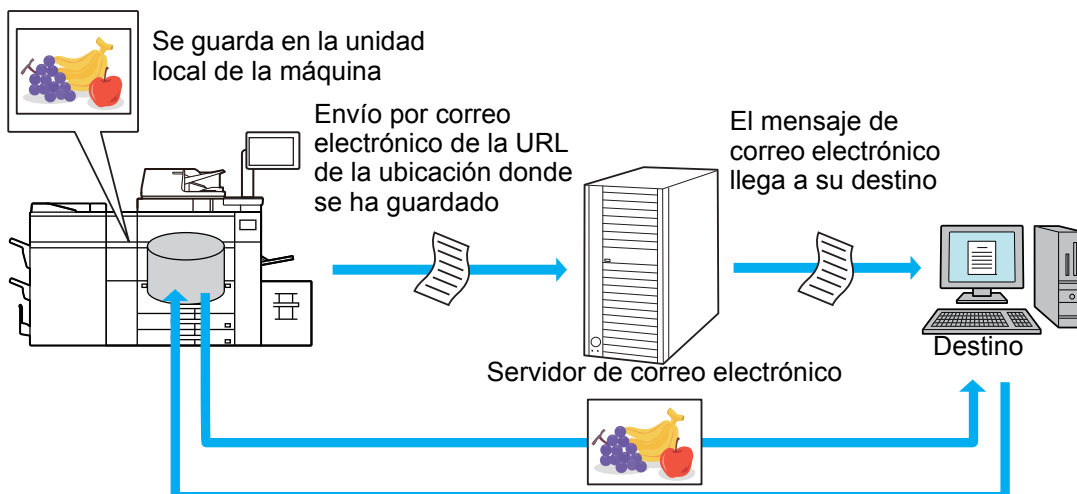 Se guarda en la unidad
local de la máquina
Envío por correo
electrónico de la URL
de la ubicación donde
se ha guardado
El mensaje de
correo electrónico
llega a su destino
Destino
Servidor de correo electrónico